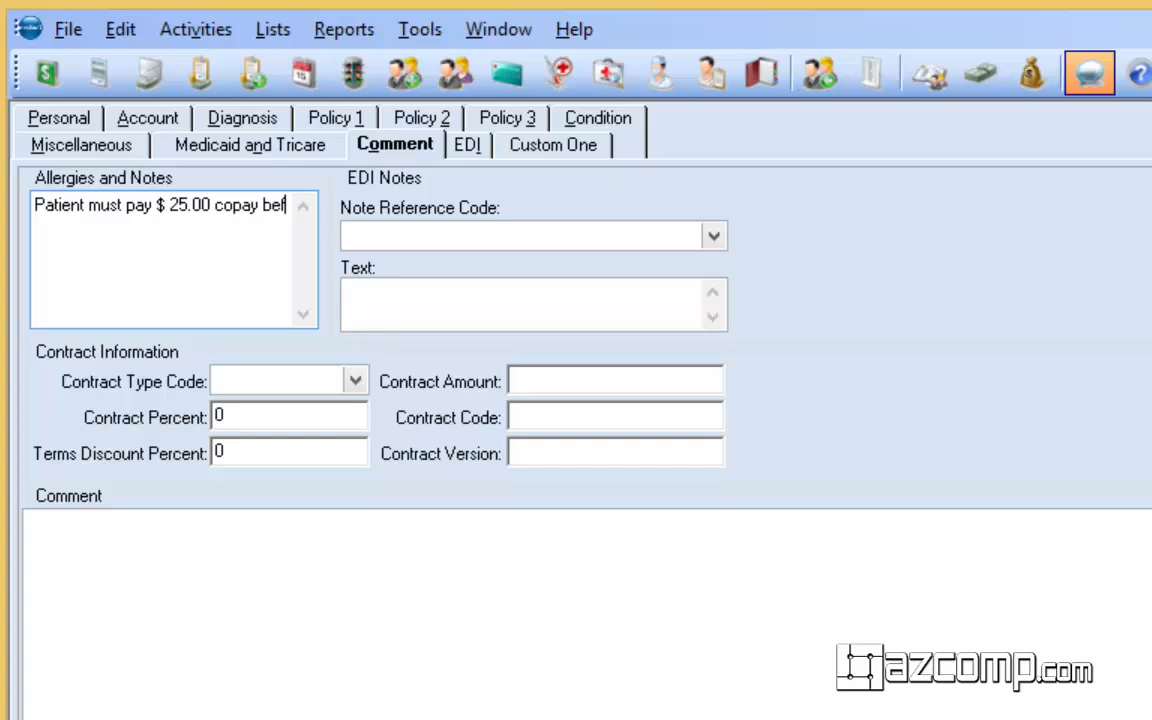 File Edit Activities Lists Reports Tools Window Help
Personal Account Diagnosis Policy 1 Policy 2 Policy 3 Condition
Miscellaneous Medicaid and Tricare Comment EDI Custom One
Allergies and Notes
Patient must pay $ 25.00 copay bef
EDI Notes
Note Reference Code:
Text:
Contract Information
Contract Type Code: Contract Amount:
Contract Percent: 0 Contract Code:
Terms Discount Percent: 0 Contract Version:
Comment
azcomp.com